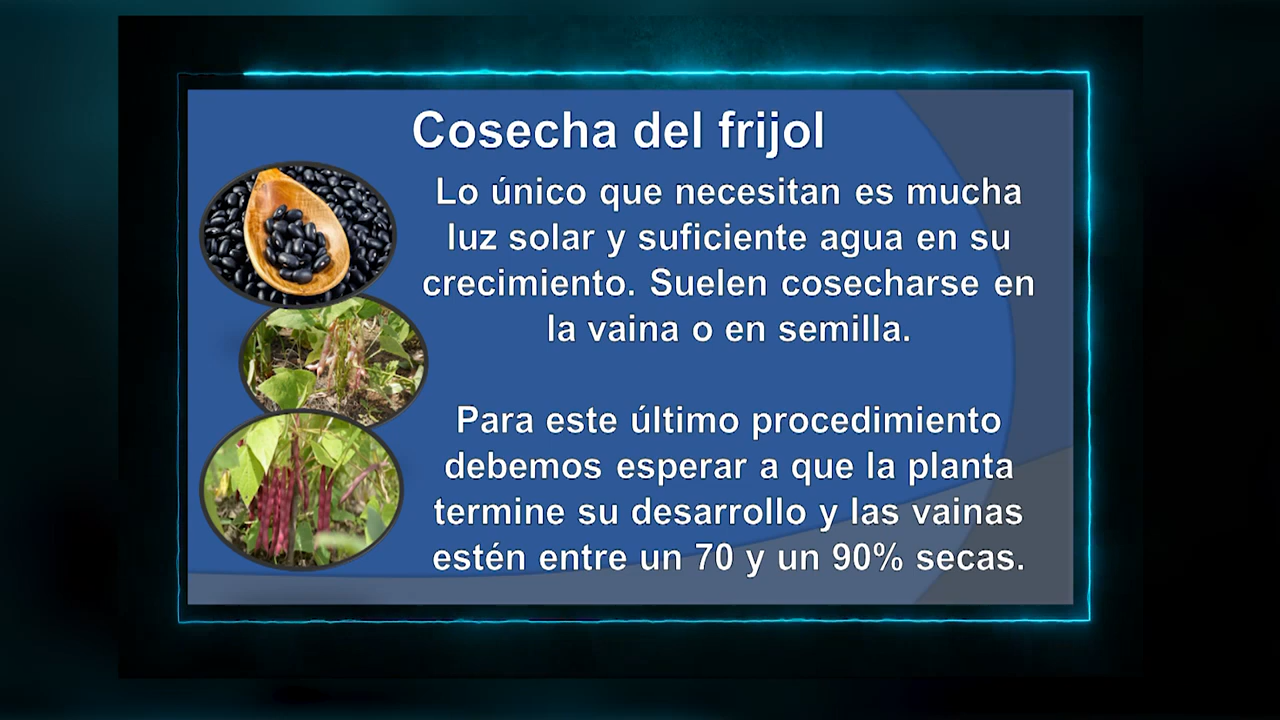 Cosecha del frijol
Lo único que necesitan es mucha
luz solar y suficiente agua en su
crecimiento. Suelen cosecharse en
la vaina o en semilla.
Para este último procedimiento
debemos esperar a que la planta
termine su desarrollo y las vainas
estén entre un 70 y un 90% secas.